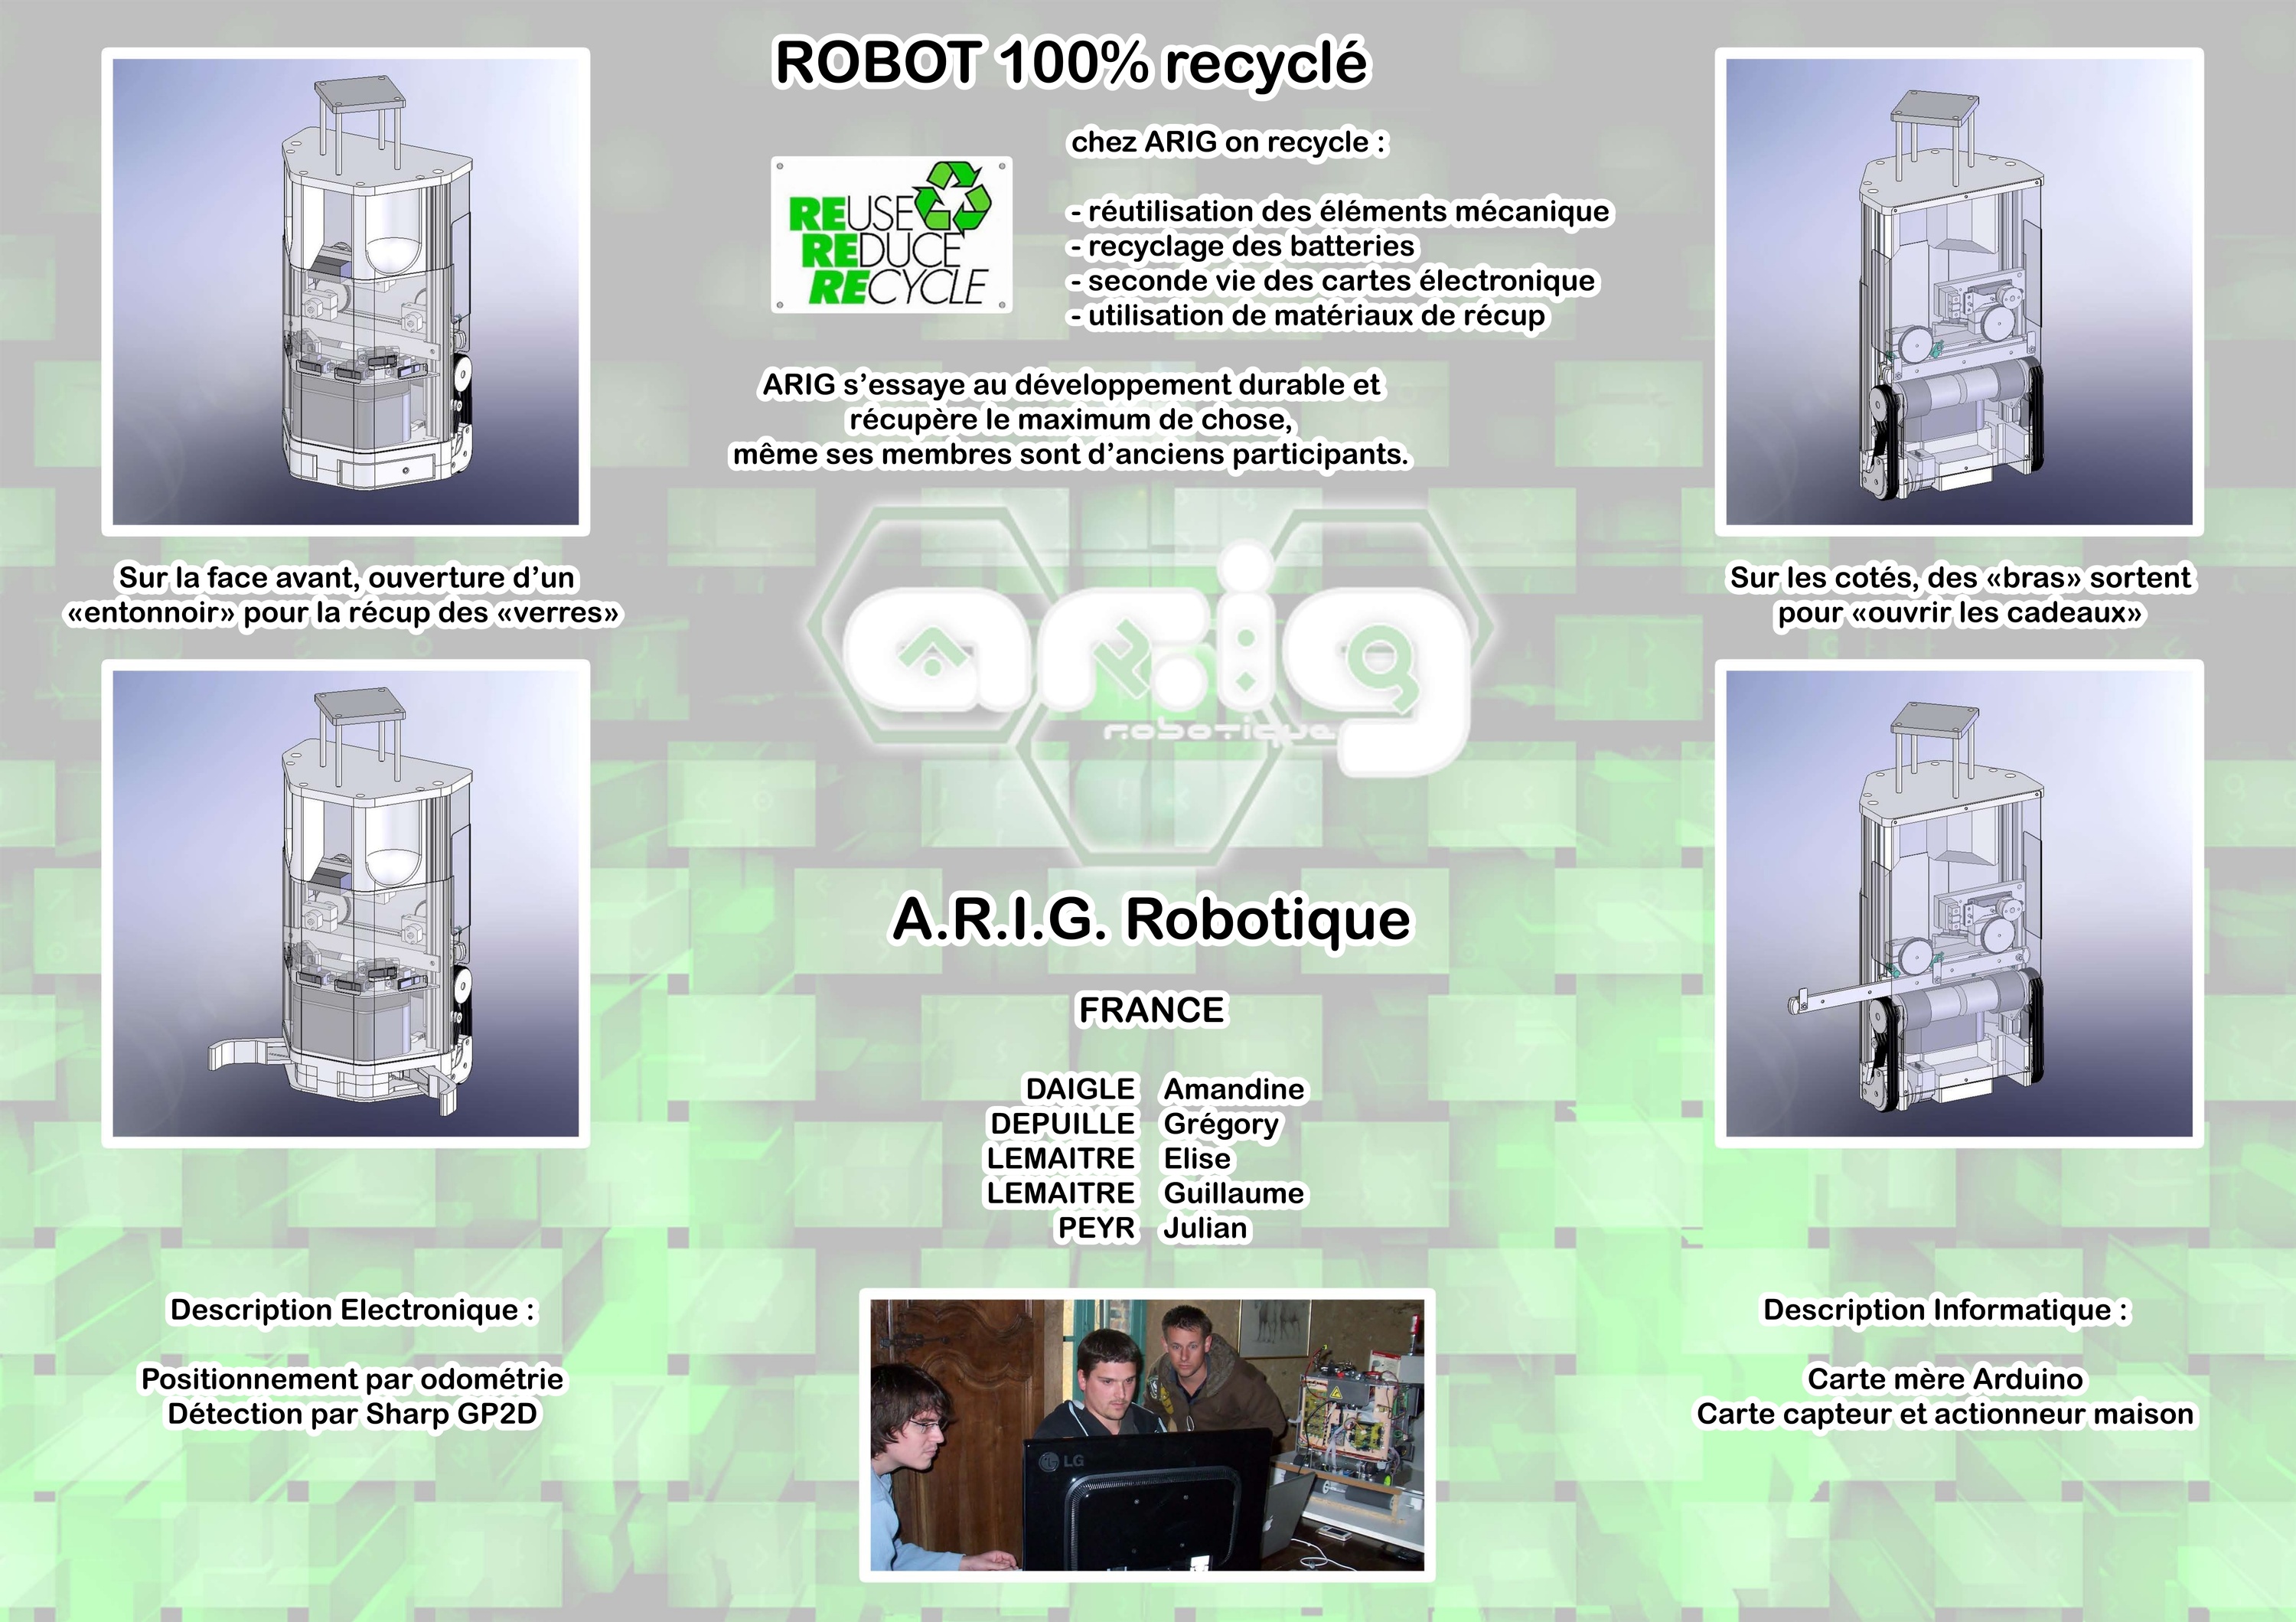 ROBOT 100% recyclé
chez ARIG on recycle :
REUSE
REDUCE
RECYCLE
- réutilisation des éléments mécanique
- recyclage des batteries
- seconde vie des cartes électronique
- utilisation de matériaux de récup
ARIG s’essaye au développement durable et
récupère le maximum de chose,
même ses membres sont d’anciens participants.
Sur la face avant, ouverture d’un
«entonnoir» pour la récup des «verres»
Sur les cotés, des «bras» sortent
pour «ouvrir les cadeaux»
arig
robotique
A.R.I.G. Robotique
FRANCE
DAIGLE Amandine
DEPUILLE Grégory
LEMAITRE Elise
LEMAITRE Guillaume
PEYR Julian
Description Electronique :
Positionnement par odométrie
Détection par Sharp GP2D
LG
Description Informatique :
Carte mère Arduino
Carte capteur et actionneur maison